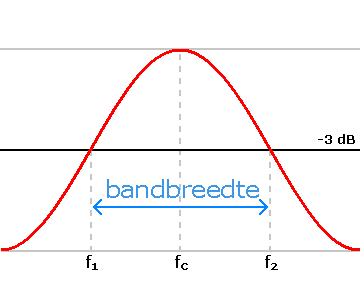 -3 dB
bandbreedte
f₁ f꜀ f₂